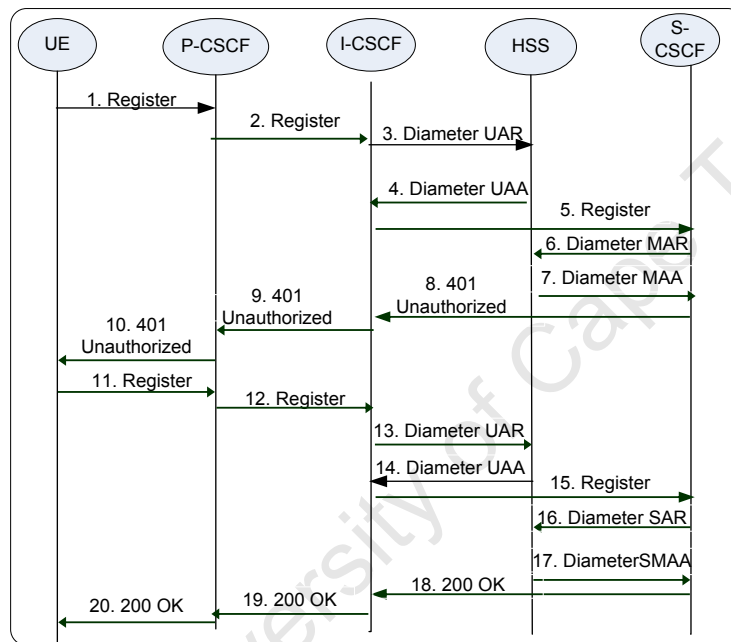 UE
P-CSCF
I-CSCF
HSS
S-
CSCF
1. Register
2. Register
3. Diameter UAR
4. Diameter UAA
5. Register
6. Diameter MAR
7. Diameter MAA
8. 401
Unauthorized
9. 401
Unauthorized
10. 401
Unauthorized
11. Register
12. Register
13. Diameter UAR
14. Diameter UAA
15. Register
16. Diameter SAR
17. DiameterSMAA
18. 200 OK
19. 200 OK
20. 200 OK
ersity of Cape T